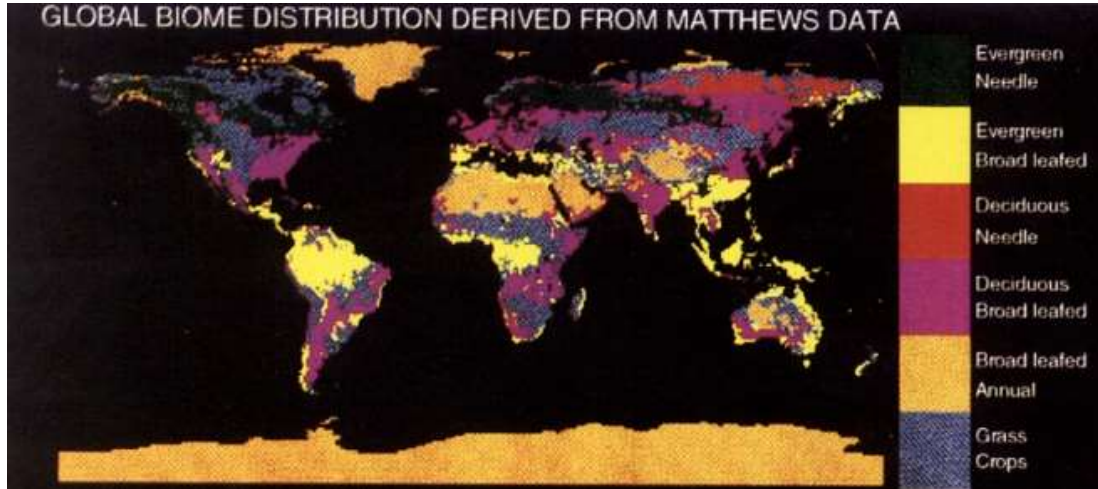 GLOBAL BIOME DISTRIBUTION DERIVED FROM MATTHEWS DATA
Evergreen
Needle
Evergreen
Broad leafed
Deciduous
Needle
Deciduous
Broad leafed
Broad leafed
Annual
Grass
Crops